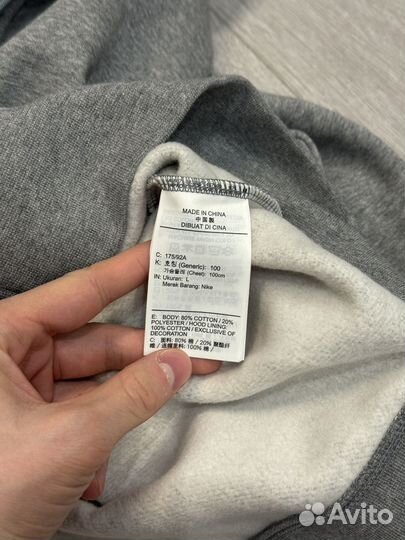 MADE IN CHINA
中國製
DIBUAT DI CINA
C: 175/92A
K: 호칭 (Generic): 100
가슴둘레 (Chest): 100cm
IN: Ukuran: L
Merek Barang: Nike
E: BODY: 80% COTTON / 20%
POLYESTER / HOOD LINING:
100% COTTON / EXCLUSIVE OF
DECORATION
C: 面料: 80% 棉 / 20% 聚酯纤
维 / 送帽里料: 100% 棉 /
Avito